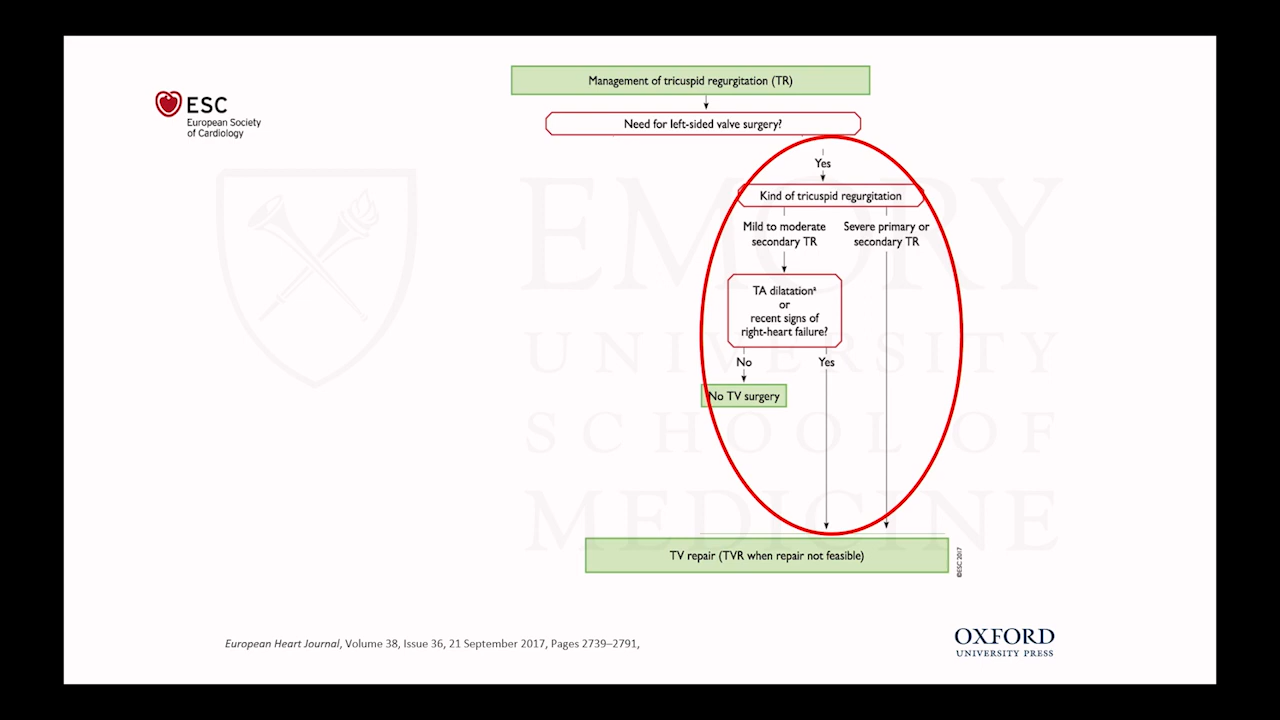 Management of tricuspid regurgitation (TR)
ESC
European Society
of Cardiology
Need for left-sided valve surgery?
Yes
Kind of tricuspid regurgitation
Mild to moderate
secondary TR
Severe primary or
secondary TR
TA dilatationª
or
recent signs of
right-heart failure?
No
Yes
No TV surgery
EMORY
UNIVERSITY
SCHOOL OF
MEDICINE
TV repair (TVR when repair not feasible)
©ESC 2017
European Heart Journal, Volume 38, Issue 36, 21 September 2017, Pages 2739–2791,
OXFORD
UNIVERSITY PRESS